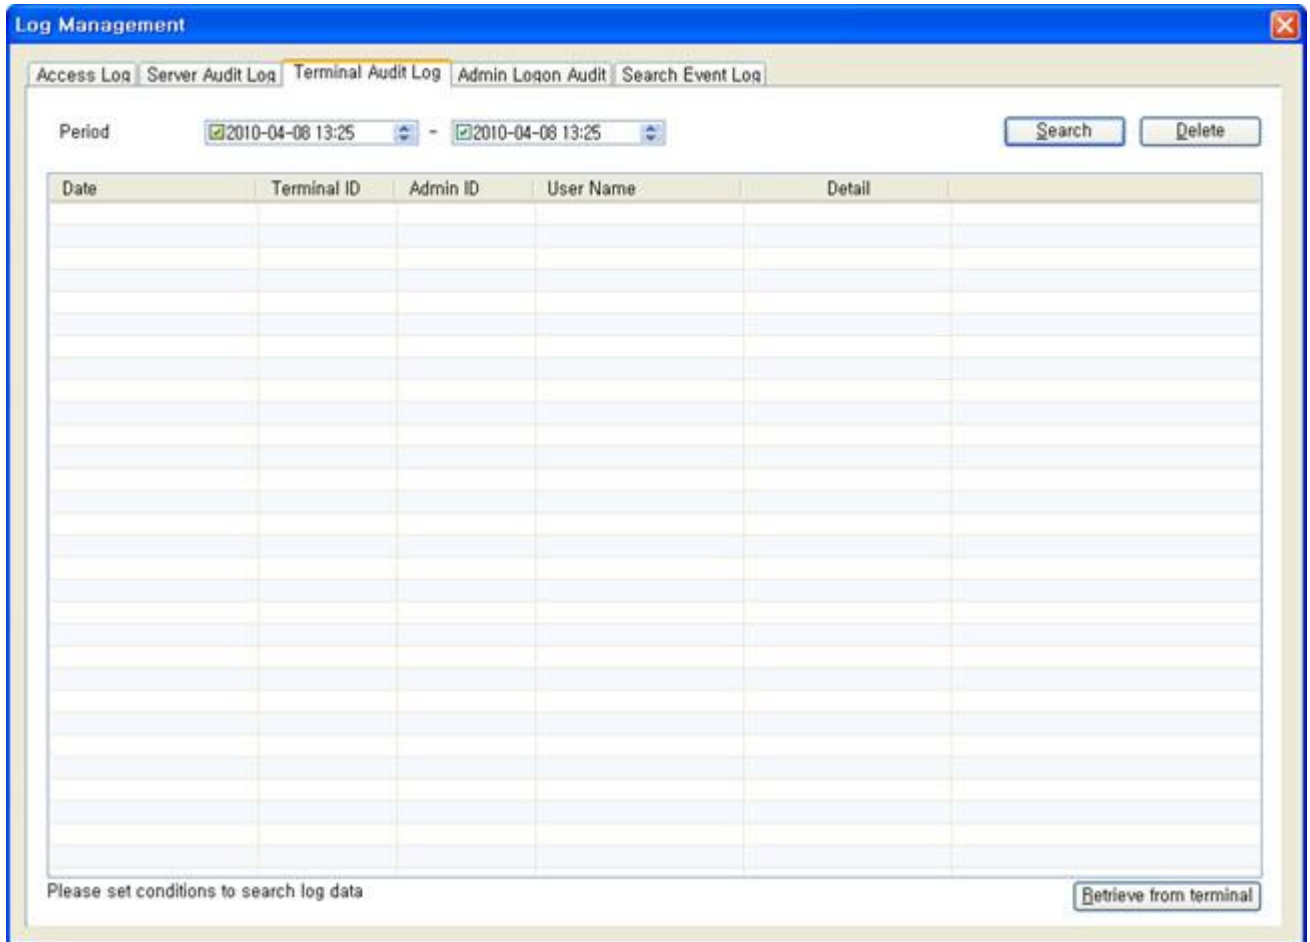 Log Management
Access Log Server Audit Log Terminal Audit Log Admin Logon Audit Search Event Log
Period 2010-04-08 13:25 - 2010-04-08 13:25 Search Delete
Date Terminal ID Admin ID User Name Detail
Please set conditions to search log data Retrieve from terminal